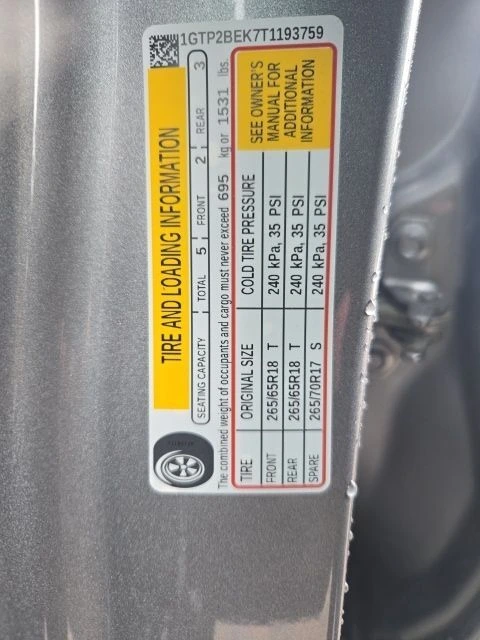 1GTP2BEK7T1193759
TIRE AND LOADING INFORMATION
SEATING CAPACITY TOTAL 5 FRONT 2 REAR 3
The combined weight of occupants and cargo must never exceed 695 kg or 1531 lbs.
TIRE ORIGINAL SIZE COLD TIRE PRESSURE
FRONT 265/65R18 T 240 kPa, 35 PSI
REAR 265/65R18 T 240 kPa, 35 PSI
SPARE 265/70R17 S 240 kPa, 35 PSI
SEE OWNER'S
MANUAL FOR
ADDITIONAL
INFORMATION